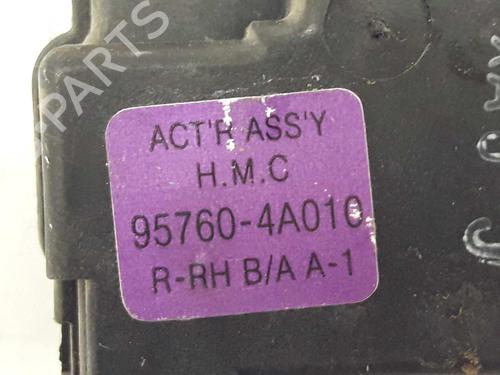 PARTS
ACT'R ASS'Y
H.M.C
95760-4A010
R-RH B/A A-1